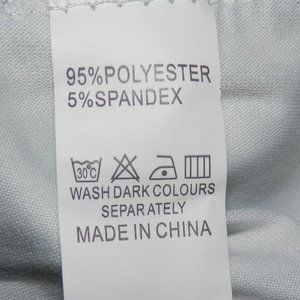 95%POLYESTER
5%SPANDEX
30°C
WASH DARK COLOURS
SEPARATELY
MADE IN CHINA